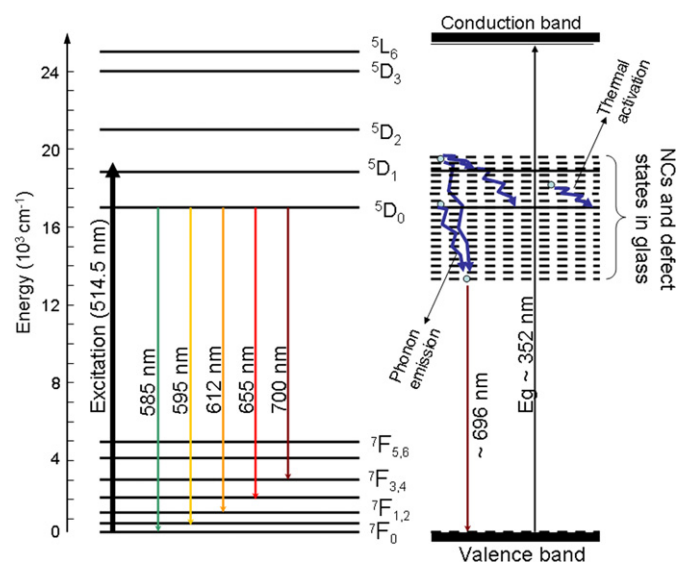 Conduction band
⁵L₆
⁵D₃
⁵D₂
⁵D₁
⁵D₀
⁷F₅,₆
⁷F₃,₄
⁷F₁,₂
⁷F₀
24
20
16
12
8
4
0
Energy (10³ cm⁻¹)
Excitation (514.5 nm)
585 nm
595 nm
612 nm
655 nm
700 nm
Thermal
activation
NCs and defect
states in glass
Phonon
emission
~ 696 nm
Eg ~ 352 nm
Valence band